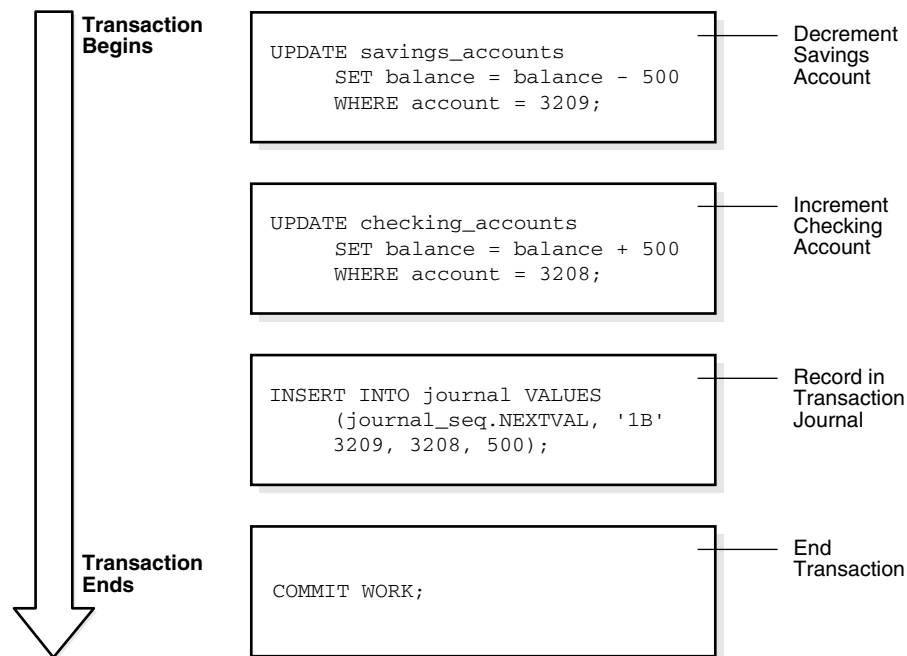 Transaction
Begins
UPDATE savings_accounts
SET balance = balance - 500
WHERE account = 3209;
Decrement
Savings
Account
UPDATE checking_accounts
SET balance = balance + 500
WHERE account = 3208;
Increment
Checking
Account
INSERT INTO journal VALUES
(journal_seq.NEXTVAL, '1B'
3209, 3208, 500);
Record in
Transaction
Journal
Transaction
Ends
COMMIT WORK;
End
Transaction